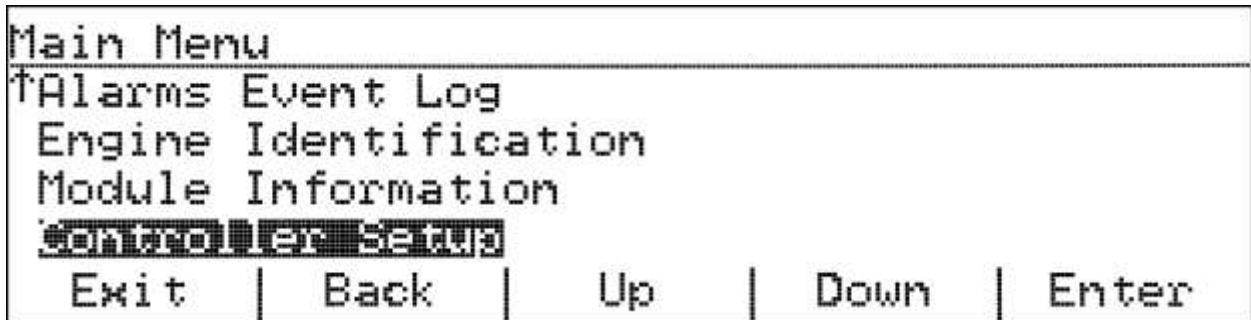 Main Menu
↑Alarms Event Log
Engine Identification
Module Information
Controller Setup
Exit | Back | Up | Down | Enter